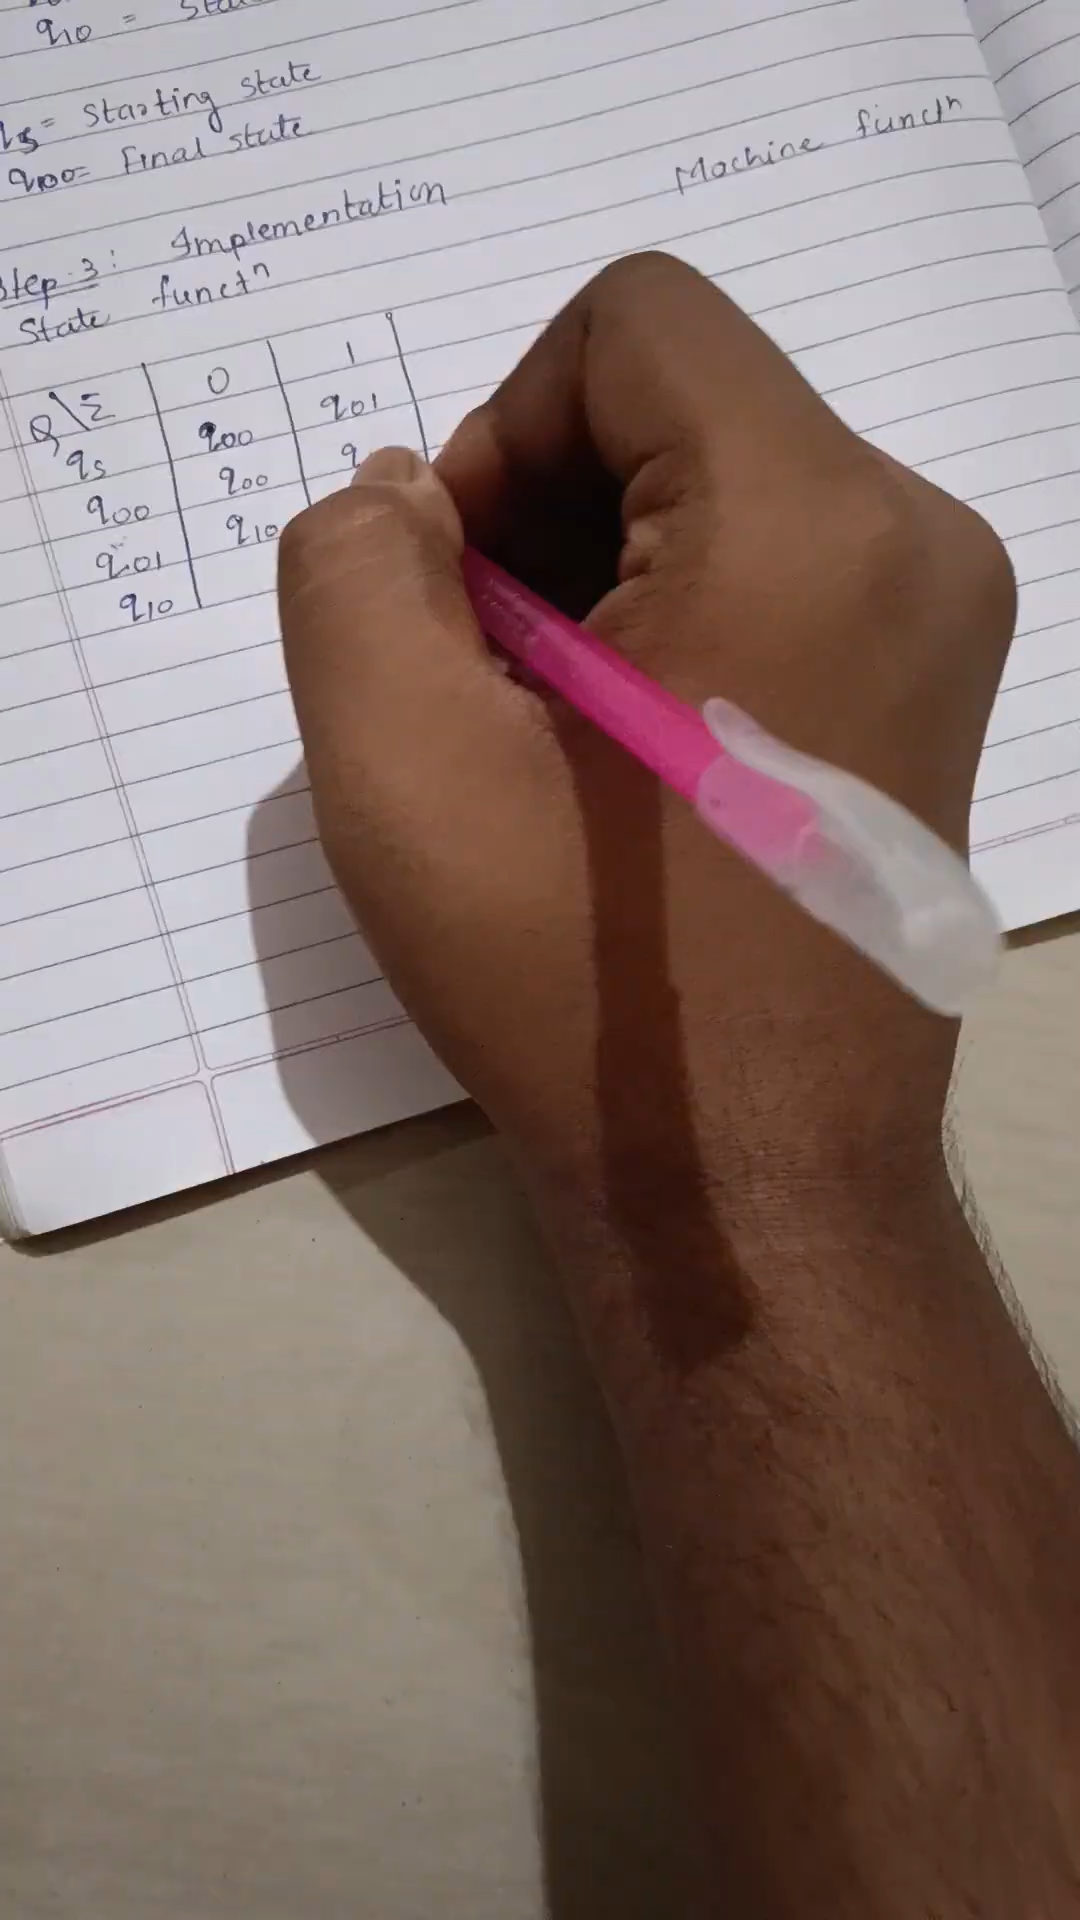 q10 =
qs = Starting state
q00 = Final state
Step-3: Implementation
State functn Machine functn
Q\Σ 0 1
qs q00 q01
q00 q00 q
q01 q10
q10